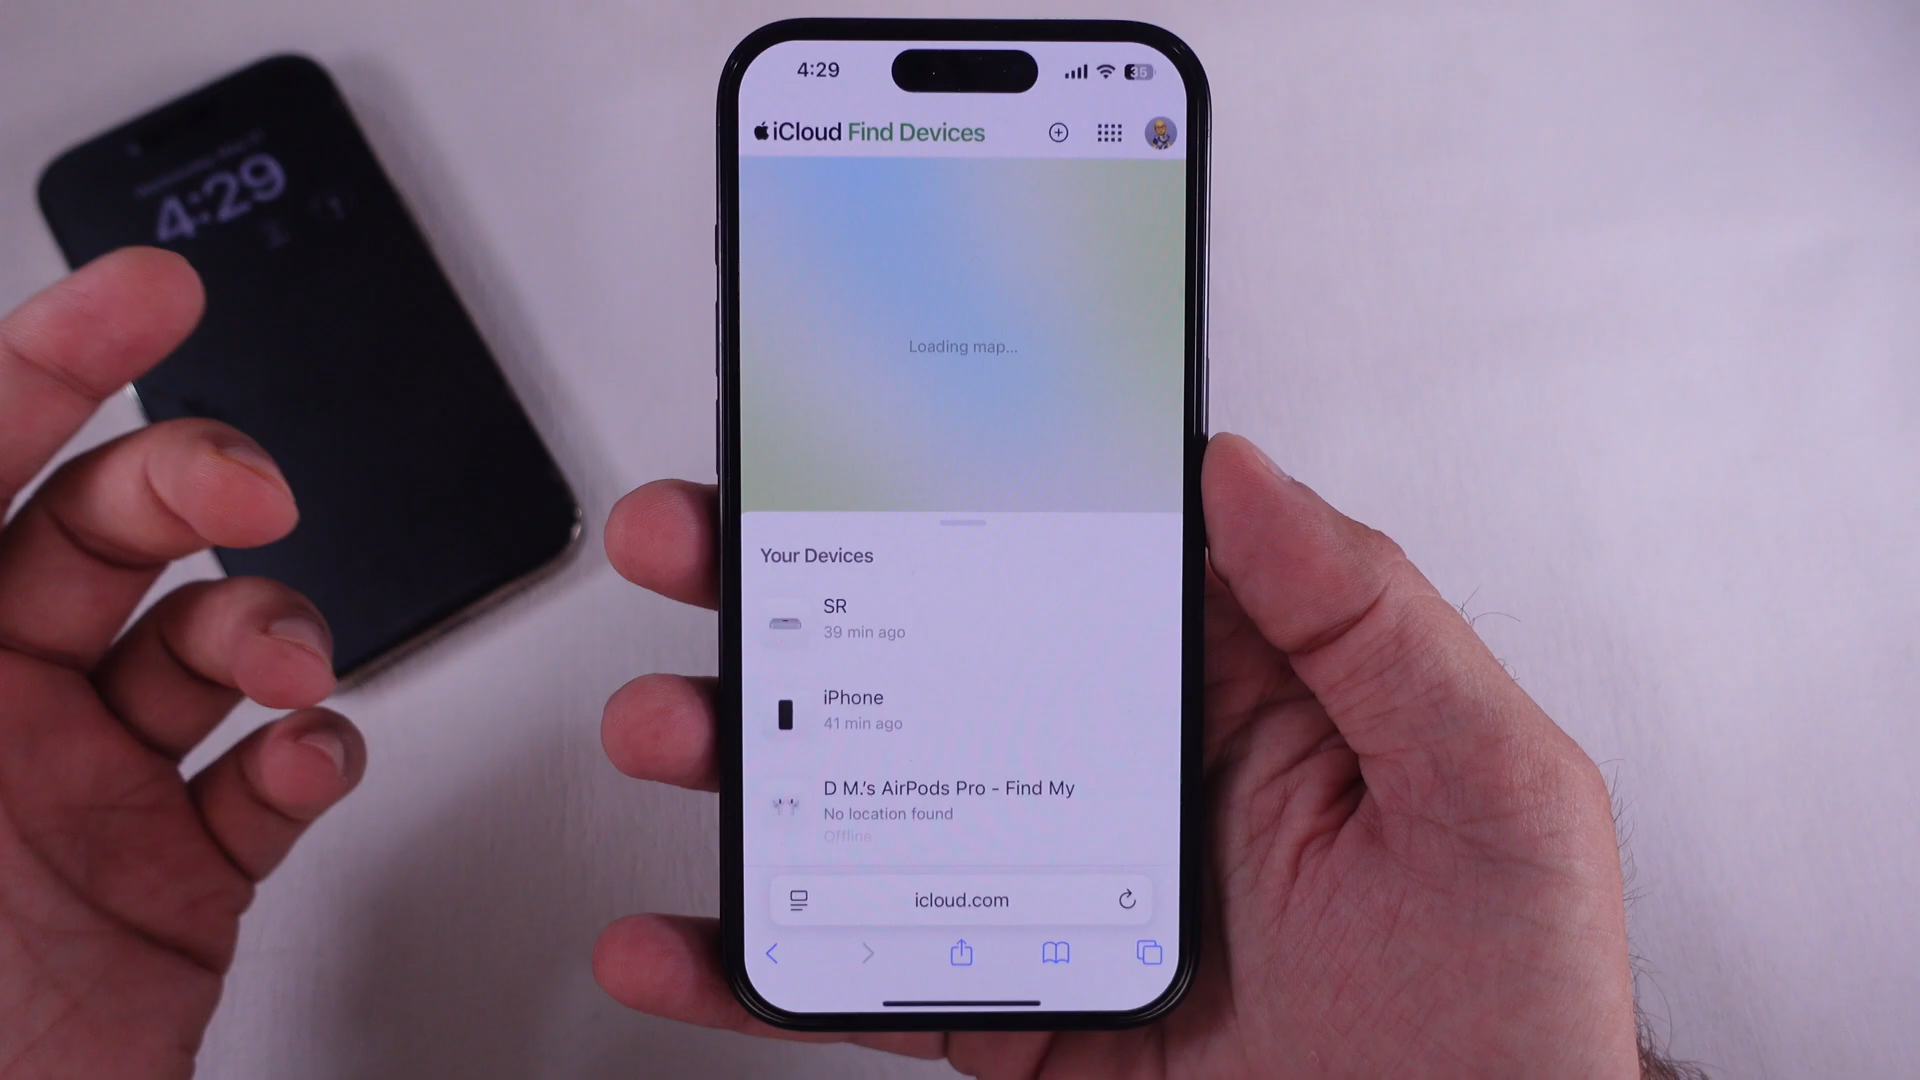 4:29
4:29
35
iCloud Find Devices
Loading map...
Your Devices
SR
39 min ago
iPhone
41 min ago
D M.'s AirPods Pro - Find My
No location found
Offline
icloud.com